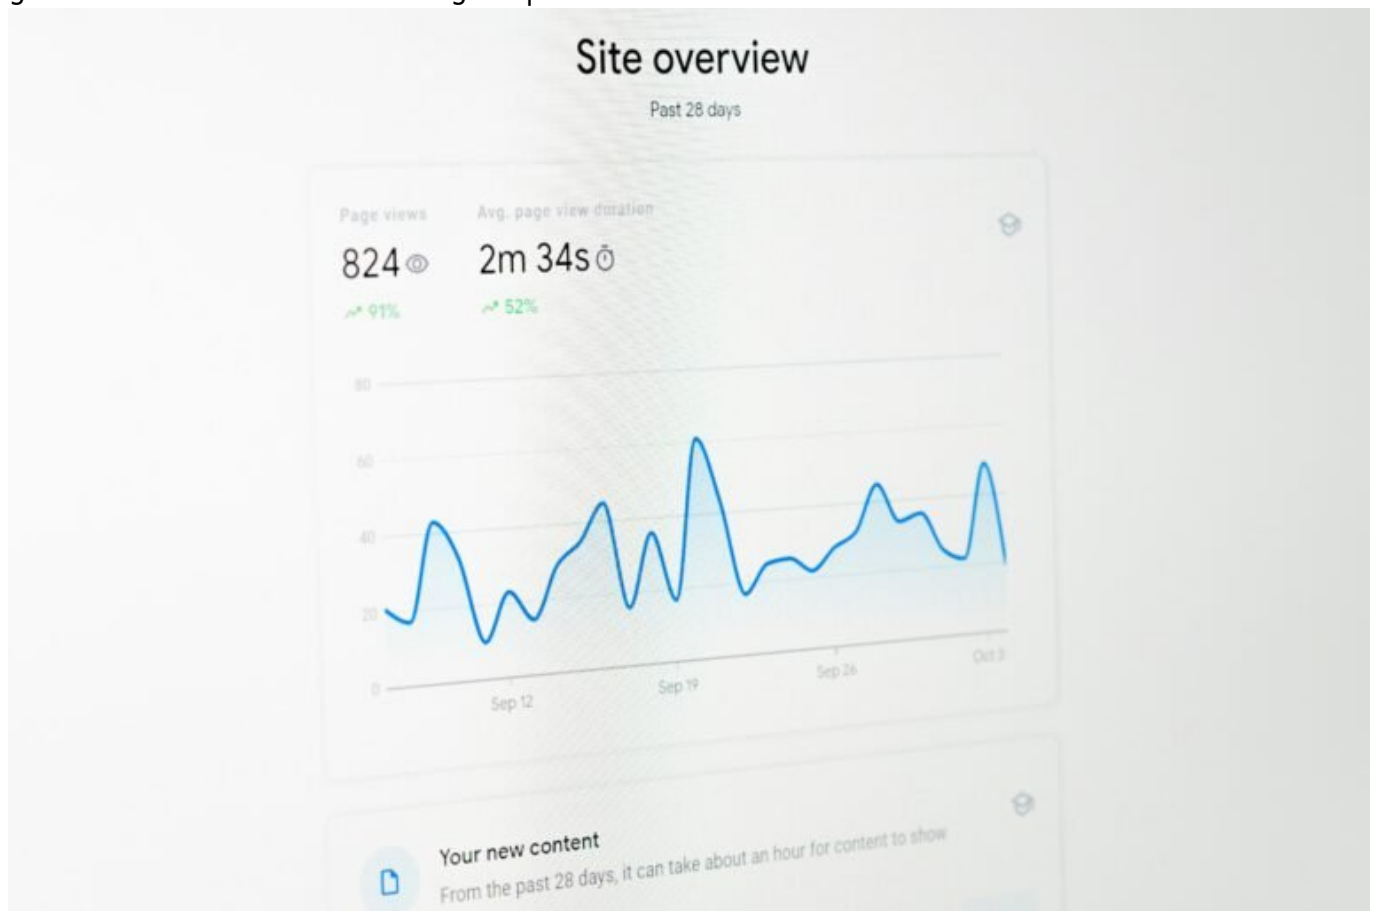 Site overview
Past 28 days
Page views
Avg. page view duration
824
2m 34s
91%
52%
80
60
40
20
0
Sep 12
Sep 19
Sep 26
Oct 3
Your new content
From the past 28 days, it can take about an hour for content to show